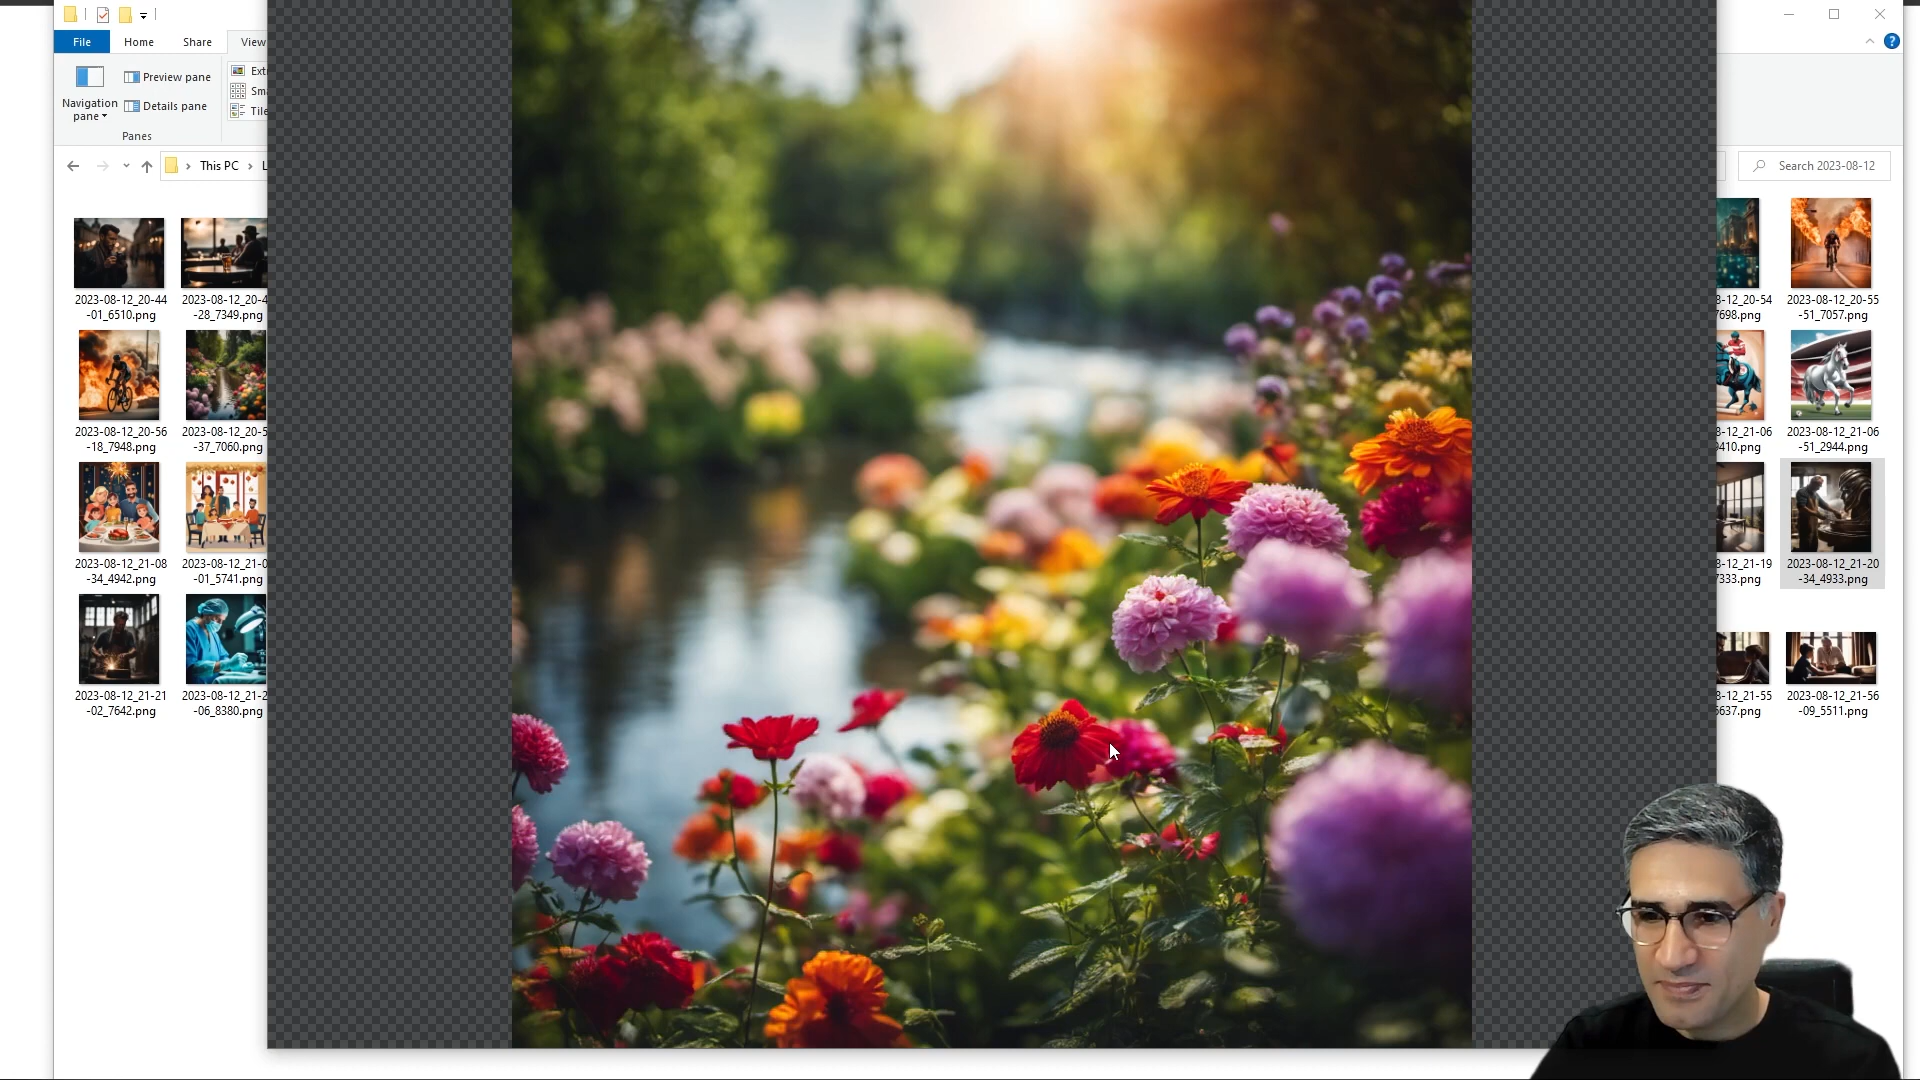 File
Home
Share
View
Navigation
pane
Preview pane
Details pane
Panes
This PC
Search 2023-08-12
2023-08-12_20-44
-01_6510.png
-28_7349.png
2023-08-12_20-55
-51_7057.png
2023-08-12_20-56
-18_7948.png
-37_7060.png
2023-08-12_21-06
-51_2944.png
2023-08-12_21-08
-34_4942.png
-01_5741.png
2023-08-12_21-20
-34_4933.png
2023-08-12_21-21
-02_7642.png
-06_8380.png
2023-08-12_21-56
-09_5511.png